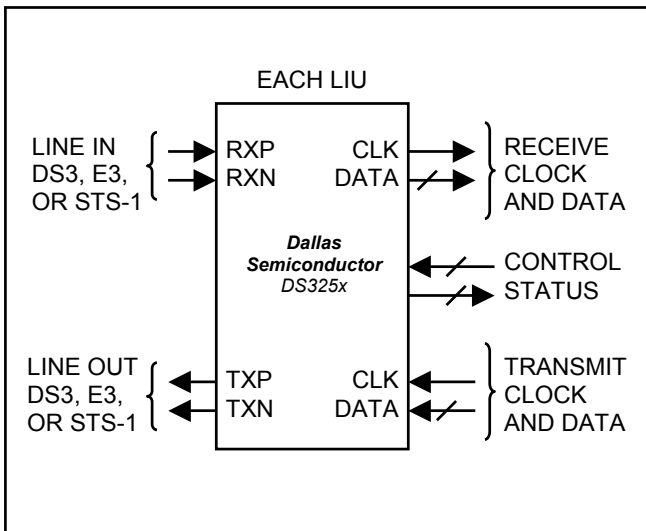 EACH LIU
LINE IN
DS3, E3,
OR STS-1
RXP
RXN
CLK
DATA
RECEIVE
CLOCK
AND DATA
Dallas
Semiconductor
DS325x
CONTROL
STATUS
LINE OUT
DS3, E3,
OR STS-1
TXP
TXN
CLK
DATA
TRANSMIT
CLOCK
AND DATA